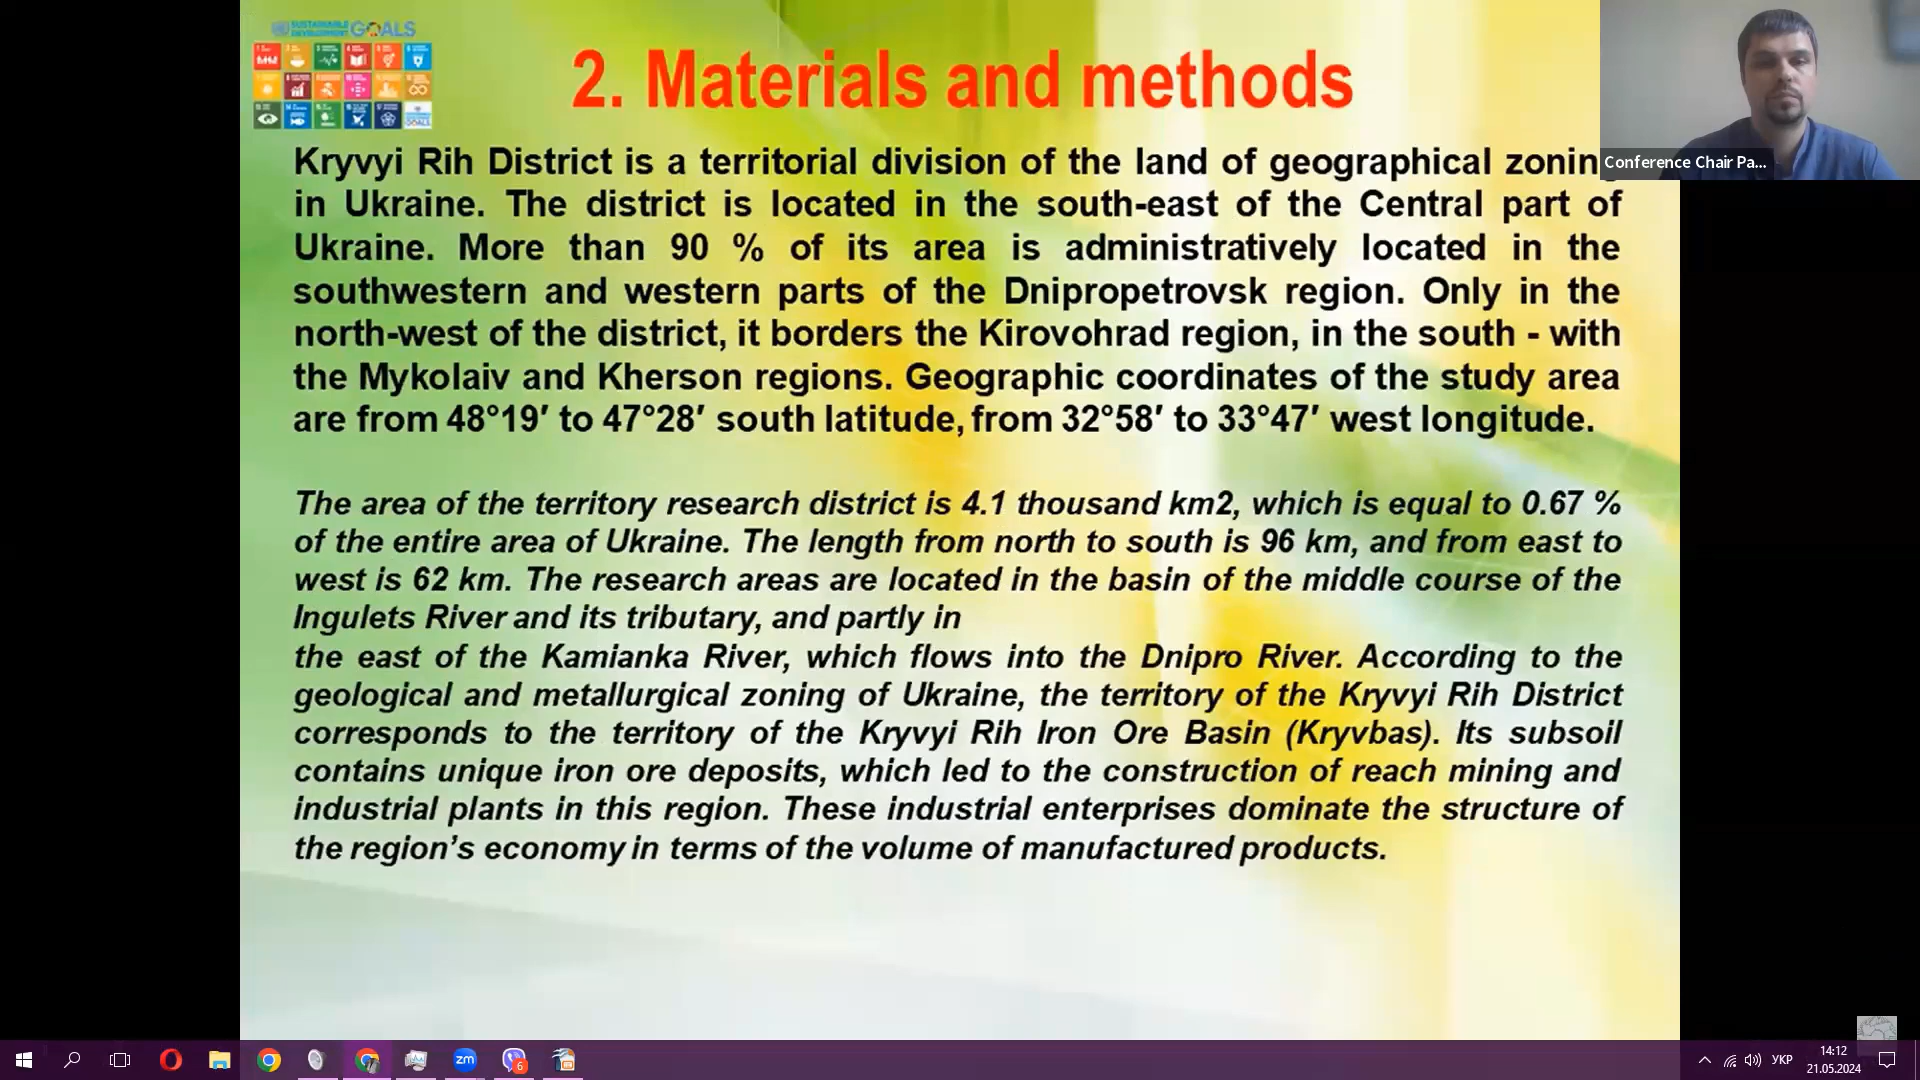 SUSTAINABLE
DEVELOPMENT GOALS
2. Materials and methods
Conference Chair Pa...
Kryvyi Rih District is a territorial division of the land of geographical zoning
in Ukraine. The district is located in the south-east of the Central part of
Ukraine. More than 90 % of its area is administratively located in the
southwestern and western parts of the Dnipropetrovsk region. Only in the
north-west of the district, it borders the Kirovohrad region, in the south - with
the Mykolaiv and Kherson regions. Geographic coordinates of the study area
are from 48°19′ to 47°28′ south latitude, from 32°58′ to 33°47′ west longitude.
The area of the territory research district is 4.1 thousand km2, which is equal to 0.67 %
of the entire area of Ukraine. The length from north to south is 96 km, and from east to
west is 62 km. The research areas are located in the basin of the middle course of the
Ingulets River and its tributary, and partly in
the east of the Kamianka River, which flows into the Dnipro River. According to the
geological and metallurgical zoning of Ukraine, the territory of the Kryvyi Rih District
corresponds to the territory of the Kryvyi Rih Iron Ore Basin (Kryvbas). Its subsoil
contains unique iron ore deposits, which led to the construction of reach mining and
industrial plants in this region. These industrial enterprises dominate the structure of
the region's economy in terms of the volume of manufactured products.
zm
6
УКР
14:12
21.05.2024